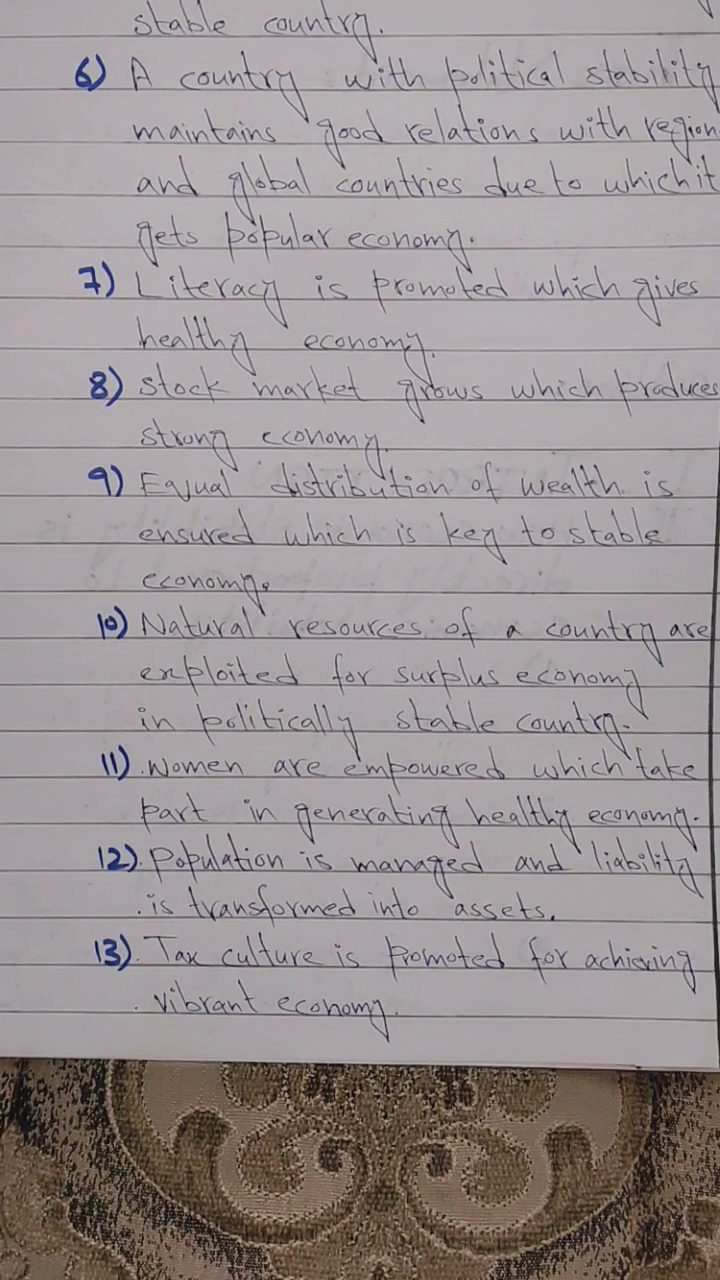 stable country.
6) A country with political stability
maintains good relations with region
and global countries due to which it
gets popular economy.
7) Literacy is promoted which gives
healthy economy.
8) stock market grows which produces
strong economy.
9) Equal distribution of wealth is
ensured which is key to stable
economy.
10) Natural resources of a country are
exploited for surplus economy
in politically stable country.
11). Women are empowered which take
part in generating healthy economy.
12). Population is managed and liability
is transformed into assets.
13). Tax culture is promoted for achieving
vibrant economy.